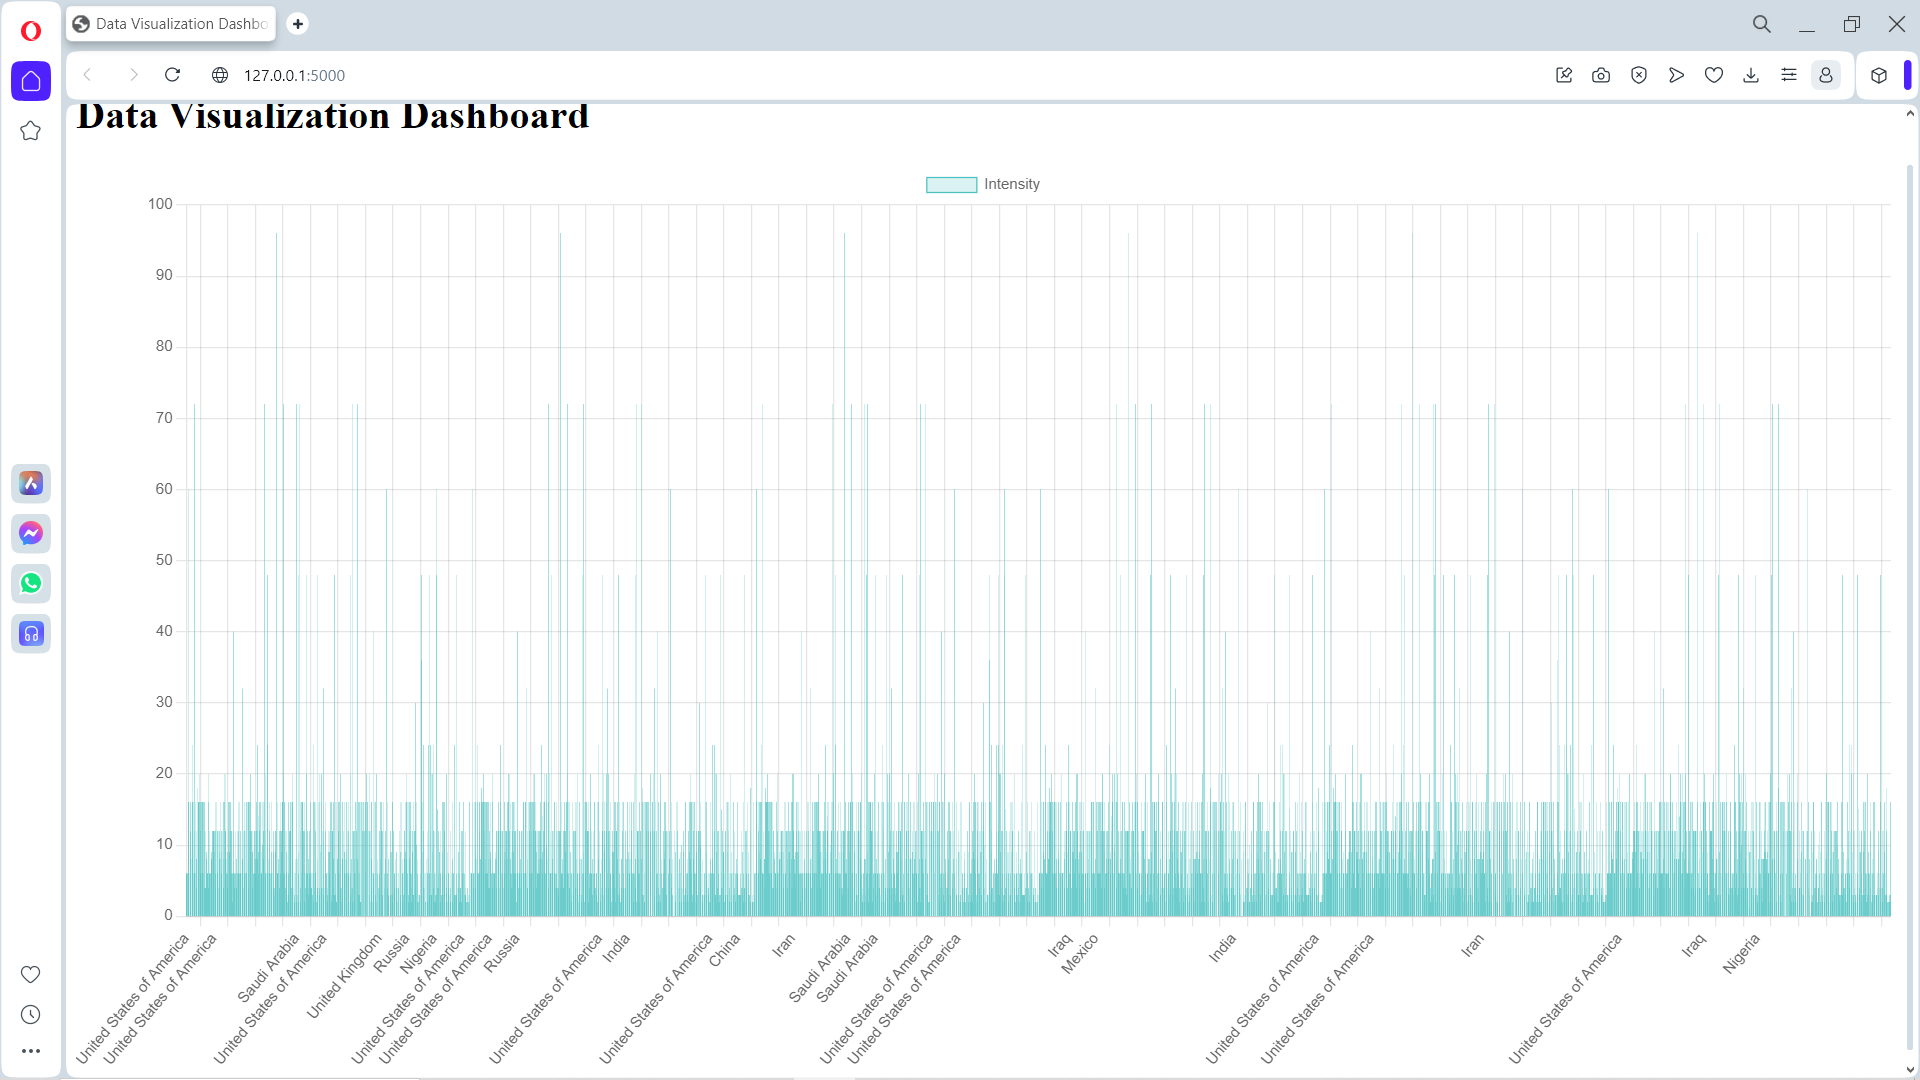 Data Visualization Dashbo
127.0.0.1:5000
Data Visualization Dashboard
Intensity
100
90
80
70
60
50
40
30
20
10
0
United States of America
United States of America
Saudi Arabia
United States of America
United Kingdom
Russia
Nigeria
United States of America
United States of America
Russia
United States of America
India
United States of America
China
Iran
Saudi Arabia
Saudi Arabia
United States of America
United States of America
Iraq
Mexico
India
United States of America
United States of America
Iran
United States of America
Iraq
Nigeria